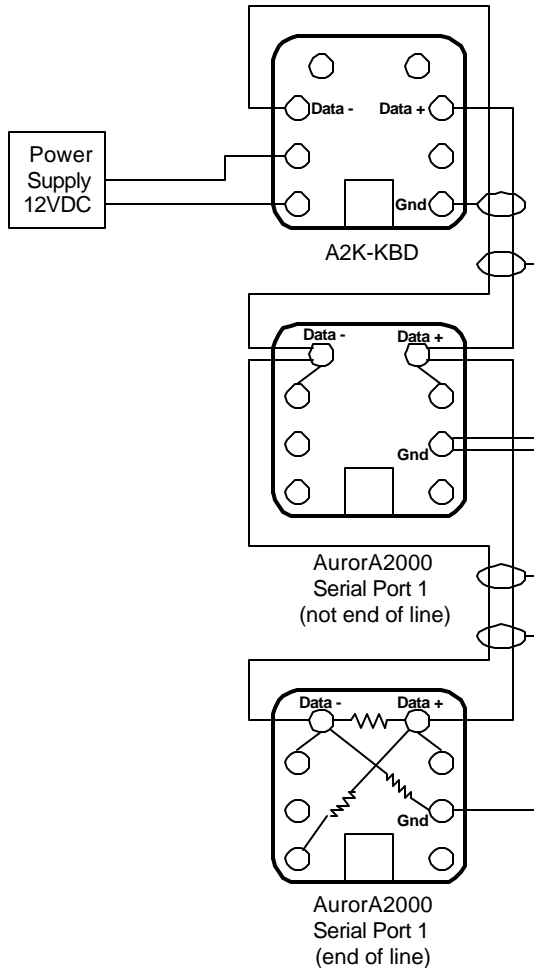 Data - Data +
Power
Supply
12VDC
Gnd
A2K-KBD
Data - Data +
Gnd
AurorA2000
Serial Port 1
(not end of line)
Data - Data +
Gnd
AurorA2000
Serial Port 1
(end of line)